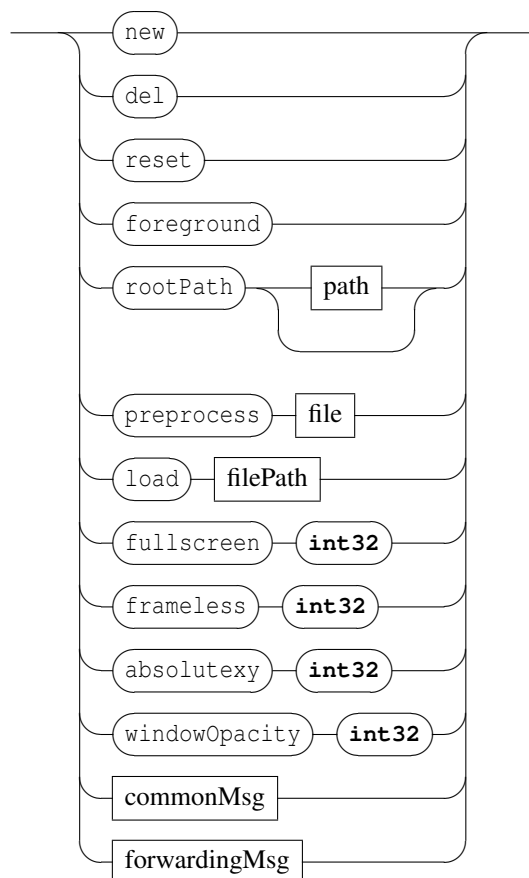 new
del
reset
foreground
rootPath path
preprocess file
load filePath
fullscreen int32
frameless int32
absolutexy int32
windowOpacity int32
commonMsg
forwardingMsg